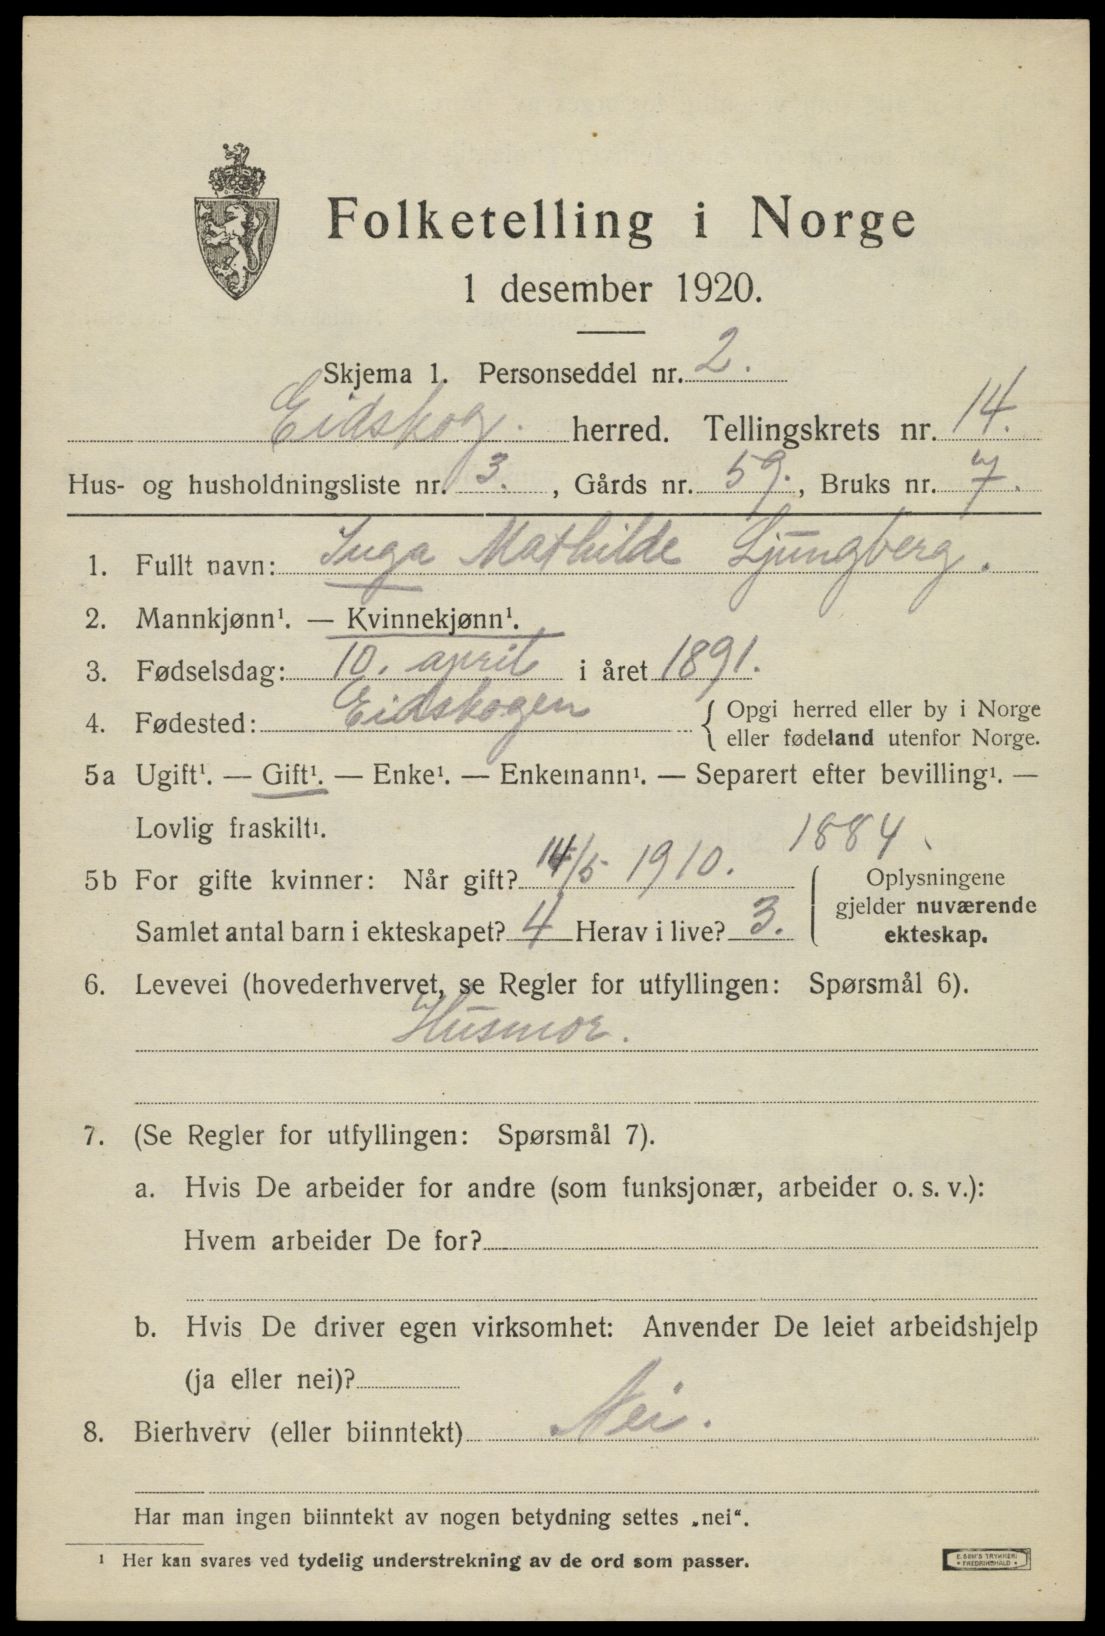 Folketelling i Norge
1 desember 1920.
Skjema 1. Personseddel nr. 2.
Eidskog. herred. Tellingskrets nr. 14.
Hus- og husholdningsliste nr. 3. , Gårds nr. 59. , Bruks nr. 7.
1. Fullt navn: Inga Mathilde Ljungberg.
2. Mannkjønn¹. — Kvinnekjønn¹.
3. Fødselsdag: 10. april i året 1891.
4. Fødested: Eidskogen { Opgi herred eller by i Norge
eller fødeland utenfor Norge.
5a Ugift¹. — Gift¹. — Enke¹. — Enkemann¹. — Separert efter bevilling¹. —
Lovlig fraskilt¹.
1884
5b For gifte kvinner: Når gift? 14/5 1910.
Samlet antal barn i ekteskapet? 4 Herav i live? 3.
{ Oplysningene
gjelder nuværende
ekteskap.
6. Levevei (hovederhvervet, se Regler for utfyllingen: Spørsmål 6).
Husmor.
7. (Se Regler for utfyllingen: Spørsmål 7).
a. Hvis De arbeider for andre (som funksjonær, arbeider o. s. v.):
Hvem arbeider De for?
b. Hvis De driver egen virksomhet: Anvender De leiet arbeidshjelp
(ja eller nei)?
8. Bierhverv (eller biinntekt) Nei.
Har man ingen biinntekt av nogen betydning settes „nei“.
¹ Her kan svares ved tydelig understrekning av de ord som passer.
E. SEM'S TRYKKERI
• FREDRIKSHALD •